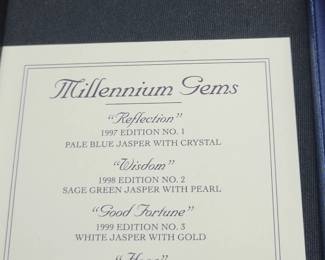 Millennium Gems
"Reflection"
1997 EDITION NO. 1
PALE BLUE JASPER WITH CRYSTAL
"Wisdom"
1998 EDITION NO. 2
SAGE GREEN JASPER WITH PEARL
"Good Fortune"
1999 EDITION NO. 3
WHITE JASPER WITH GOLD
"Hope"